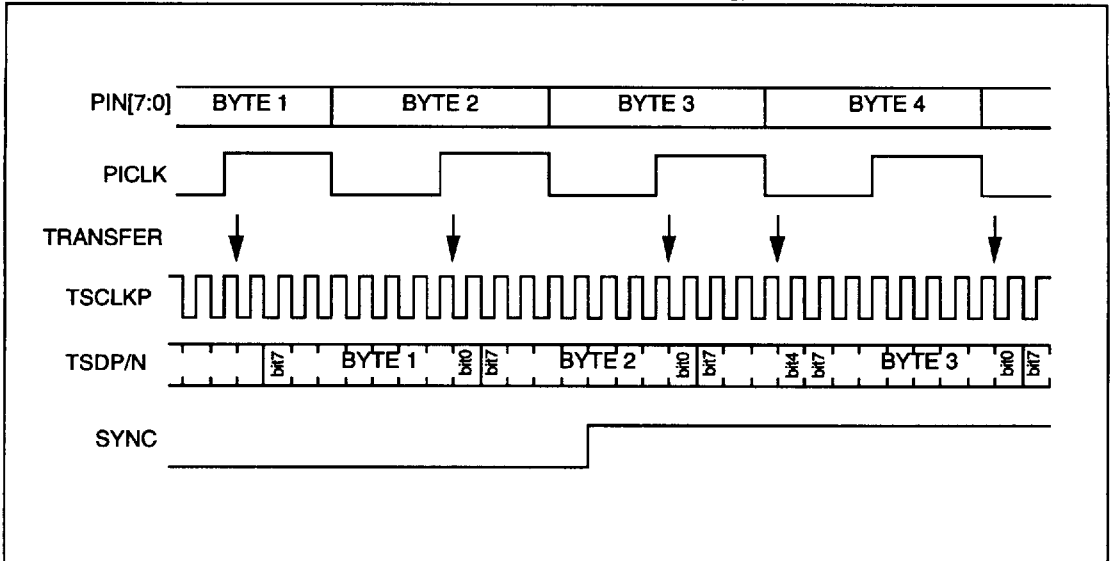 PIN[7:0] BYTE 1 BYTE 2 BYTE 3 BYTE 4
PICLK
TRANSFER
TSCLKP
TSDP/N bit7 BYTE 1 bit0 bit7 BYTE 2 bit0 bit7 bit4 bit7 BYTE 3 bit0 bit7
SYNC